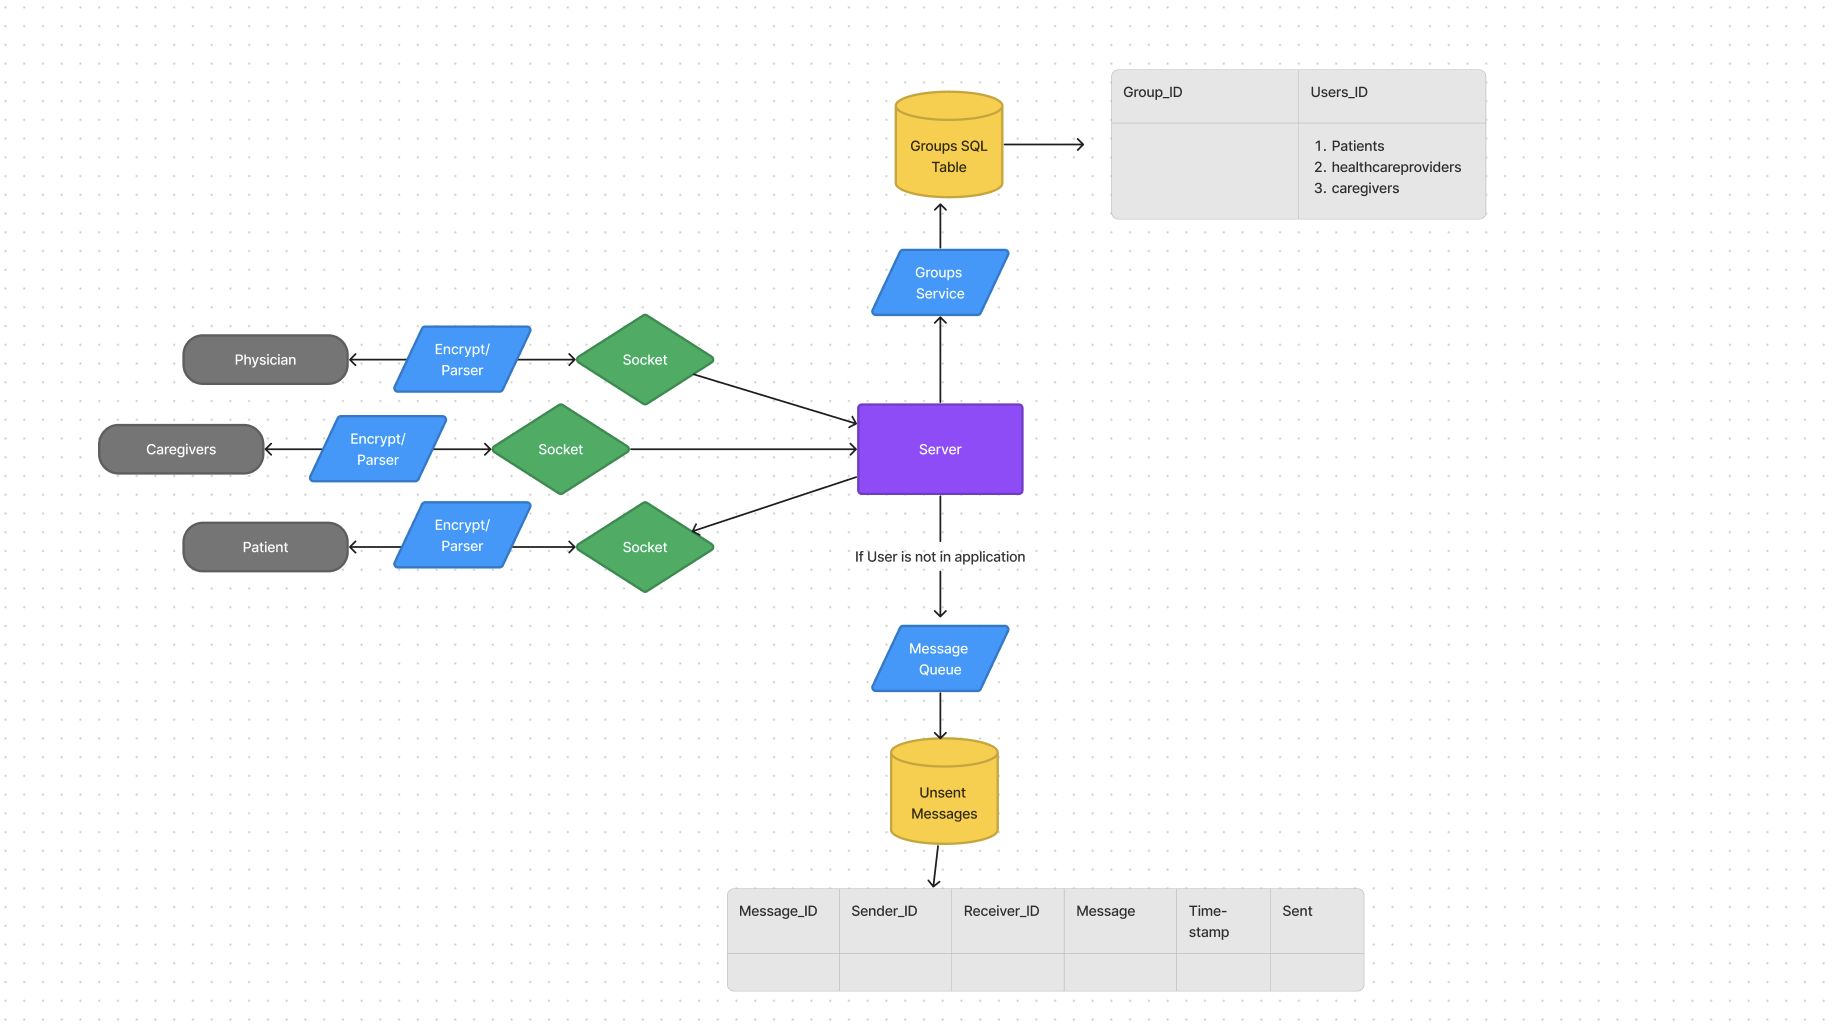 Groups SQL
Table
Group_ID
Users_ID
1. Patients
2. healthcareproviders
3. caregivers
Groups
Service
Physician
Encrypt/
Parser
Socket
Caregivers
Encrypt/
Parser
Socket
Server
Patient
Encrypt/
Parser
Socket
If User is not in application
Message
Queue
Unsent
Messages
Message_ID
Sender_ID
Receiver_ID
Message
Time-
stamp
Sent